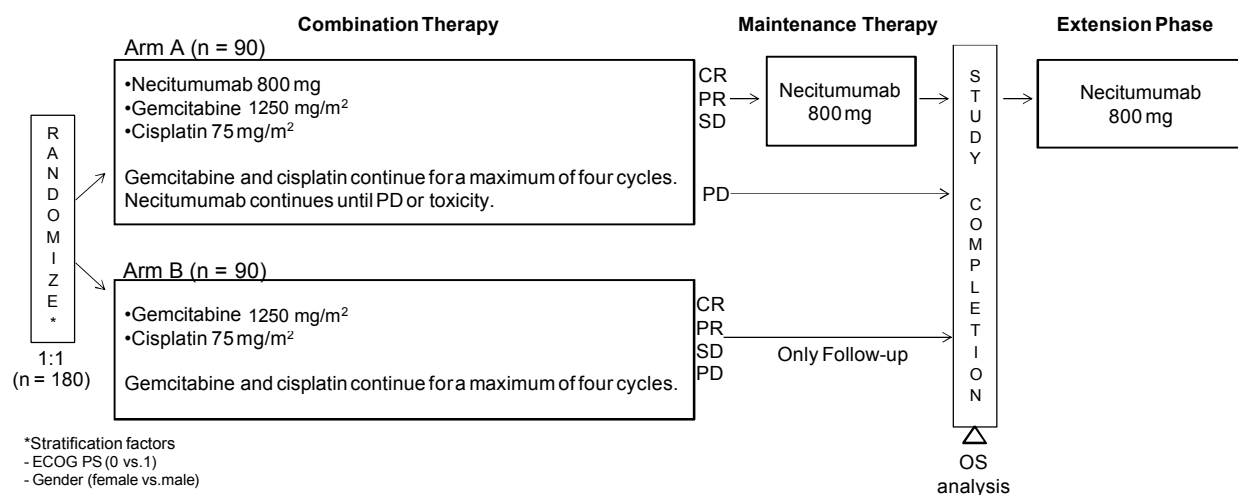 Combination Therapy
Maintenance Therapy
Extension Phase
RANDOMIZE*
1:1
(n = 180)
Arm A (n = 90)
•Necitumumab 800 mg
•Gemcitabine 1250 mg/m²
•Cisplatin 75 mg/m²
Gemcitabine and cisplatin continue for a maximum of four cycles.
Necitumumab continues until PD or toxicity.
CR
PR
SD
PD
Necitumumab
800 mg
Arm B (n = 90)
•Gemcitabine 1250 mg/m²
•Cisplatin 75 mg/m²
Gemcitabine and cisplatin continue for a maximum of four cycles.
CR
PR
SD
PD
Only Follow-up
STUDY COMPLETION
OS
analysis
Necitumumab
800 mg
*Stratification factors
- ECOG PS (0 vs.1)
- Gender (female vs.male)